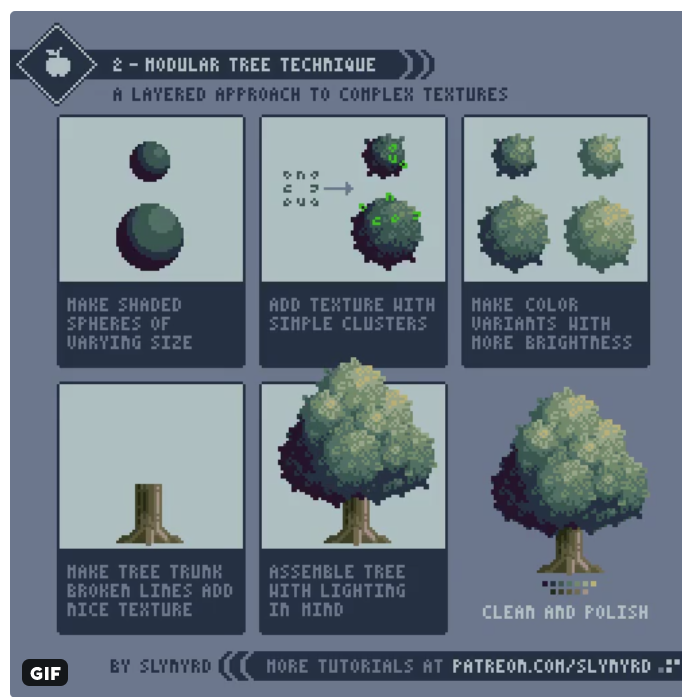 2 - MODULAR TREE TECHNIQUE
A LAYERED APPROACH TO COMPLEX TEXTURES
MAKE SHADED
SPHERES OF
VARYING SIZE
ADD TEXTURE WITH
SIMPLE CLUSTERS
MAKE COLOR
VARIANTS WITH
MORE BRIGHTNESS
MAKE TREE TRUNK
BROKEN LINES ADD
NICE TEXTURE
ASSEMBLE TREE
WITH LIGHTING
IN MIND
CLEAN AND POLISH
BY SLYNYRD
MORE TUTORIALS AT PATREON.COM/SLYNYRD
GIF